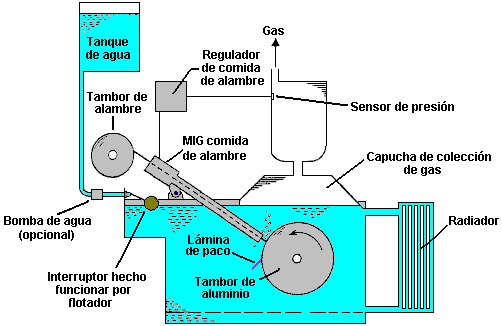 Gas
Tanque
de agua
Regulador
de comida
de alambre
Tambor de
alambre
Sensor de presión
MIG comida
de alambre
Capucha de colección
de gas
Bomba de agua
(opcional)
Lámina
de paco
Radiador
Interruptor hecho
funcionar por
flotador
Tambor de
aluminio